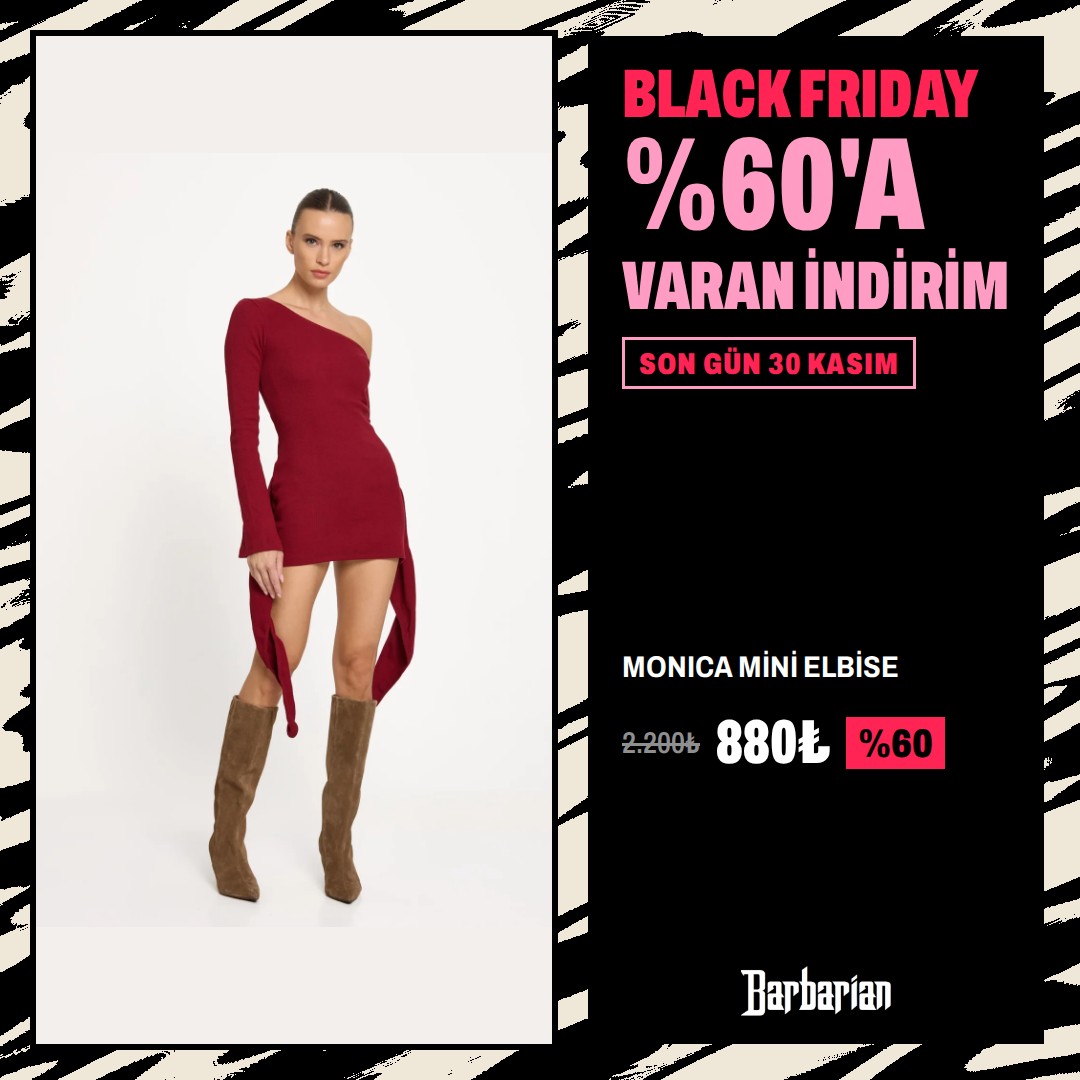 BLACK FRIDAY
%60'A
VARAN İNDİRİM
SON GÜN 30 KASIM
MONICA MİNİ ELBİSE
2.200₺ 880₺ %60
Barbarian